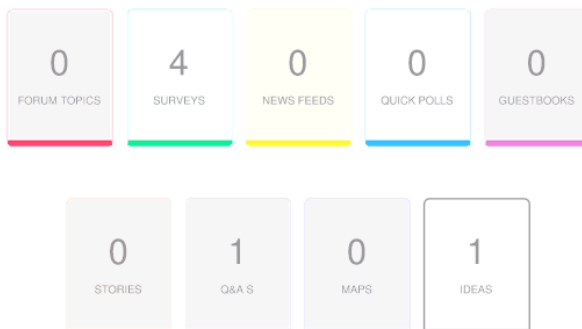 0 4 0 0 0
FORUM TOPICS SURVEYS NEWS FEEDS QUICK POLLS GUESTBOOKS
0 1 0 1
STORIES Q&A S MAPS IDEAS